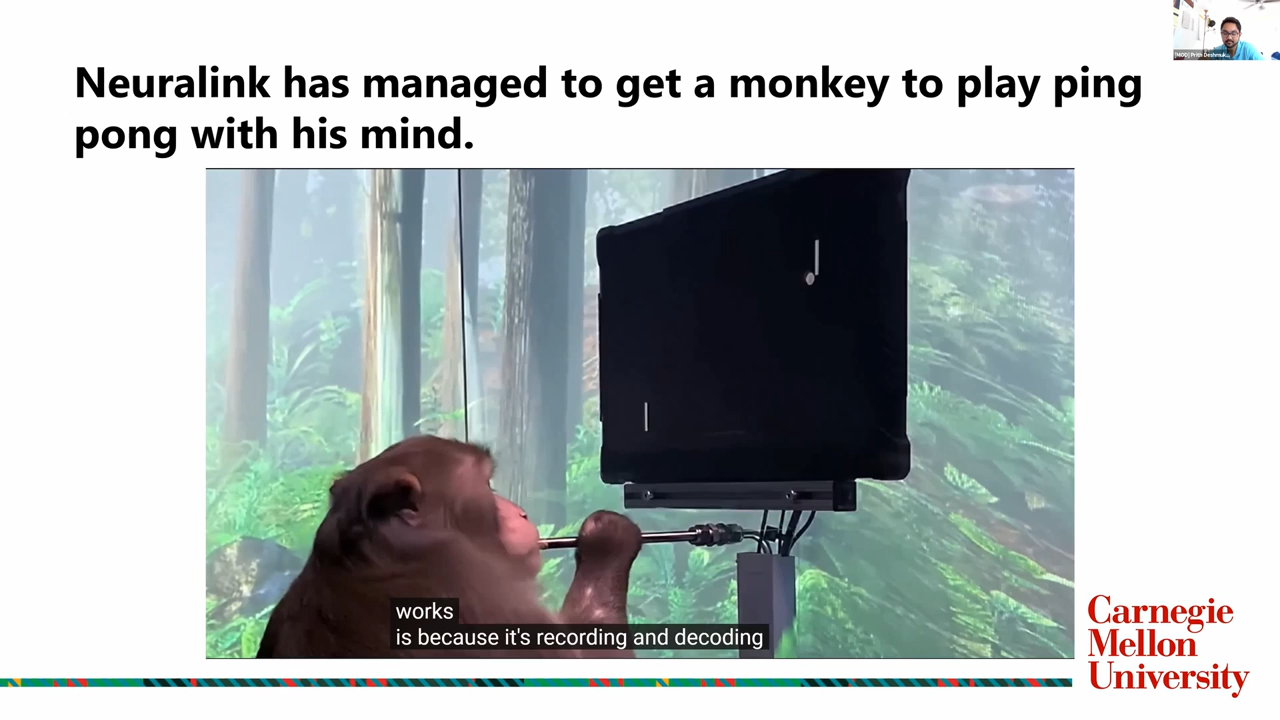 Neuralink has managed to get a monkey to play ping
pong with his mind.
works
is because it's recording and decoding
Carnegie
Mellon
University